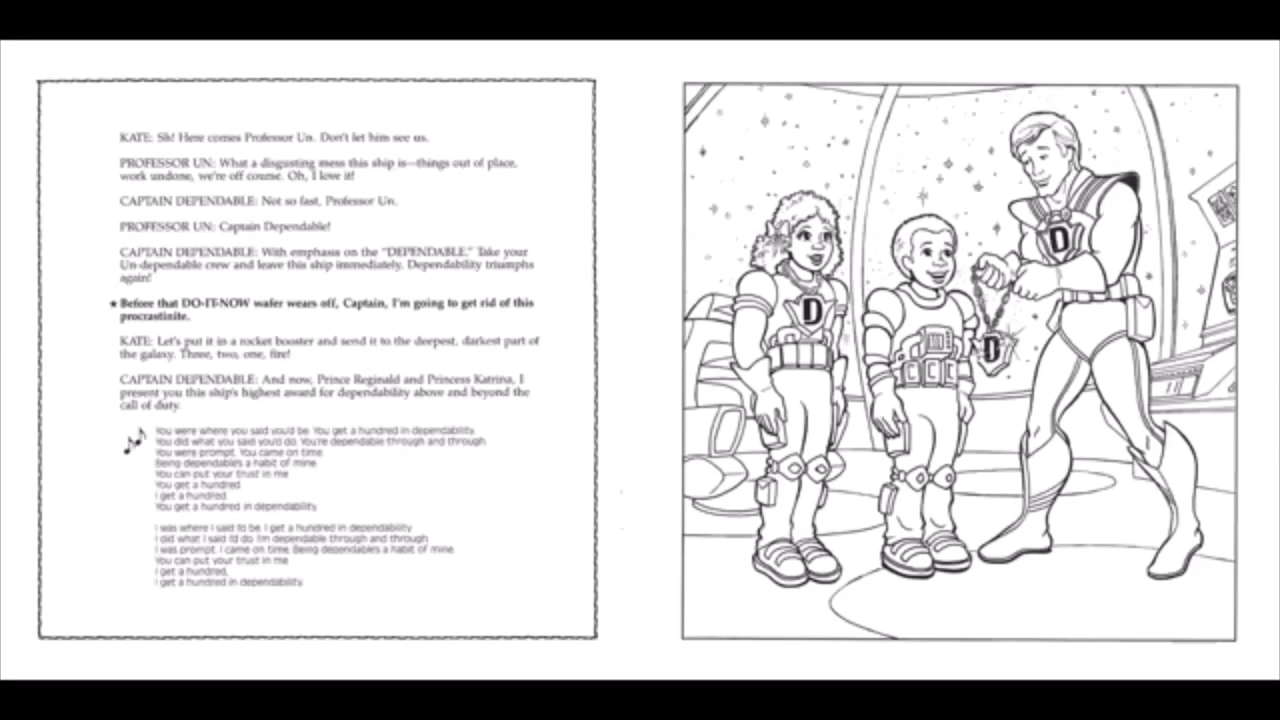 KATE: Sh! Here comes Professor Un. Don't let him see us.
PROFESSOR UN: What a disgusting mess this ship is—things out of place,
work undone, we're off course. Oh, I love it!
CAPTAIN DEPENDABLE: Not so fast, Professor Un.
PROFESSOR UN: Captain Dependable!
CAPTAIN DEPENDABLE: With emphasis on the "DEPENDABLE." Take your
Un-dependable crew and leave this ship immediately. Dependability triumphs
again!
★ Before that DO-IT-NOW wafer wears off, Captain, I'm going to get rid of this
procrastinite.
KATE: Let's put it in a rocket booster and send it to the deepest, darkest part of
the galaxy. Three, two, one, fire!
CAPTAIN DEPENDABLE: And now, Prince Reginald and Princess Katrina, I
present you this ship's highest award for dependability above and beyond the
call of duty.
You were where you said you'd be. You get a hundred in dependability.
You did what you said you'd do. You're dependable through and through.
You were prompt. You came on time.
Being dependable's a habit of mine.
You can put your trust in me
You get a hundred.
I get a hundred.
You get a hundred in dependability.
I was where I said I'd be. I get a hundred in dependability.
I did what I said I'd do. I'm dependable through and through
I was prompt. I came on time. Being dependable's a habit of mine.
You can put your trust in me
I get a hundred,
I get a hundred in dependability.
D
D
D